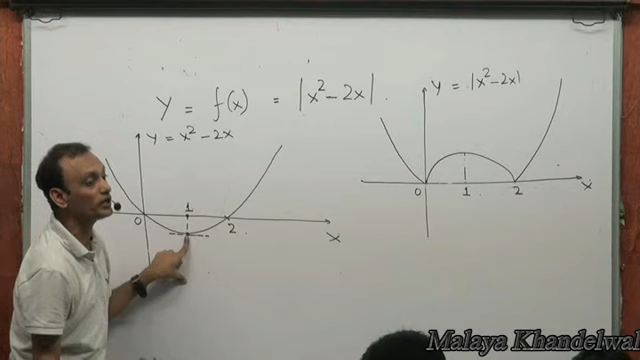 y = f(x) = |x² - 2x|.
y = x² - 2x
1
0
2
x
y = |x² - 2x|
0
1
2
x
Malaya Khandelwal